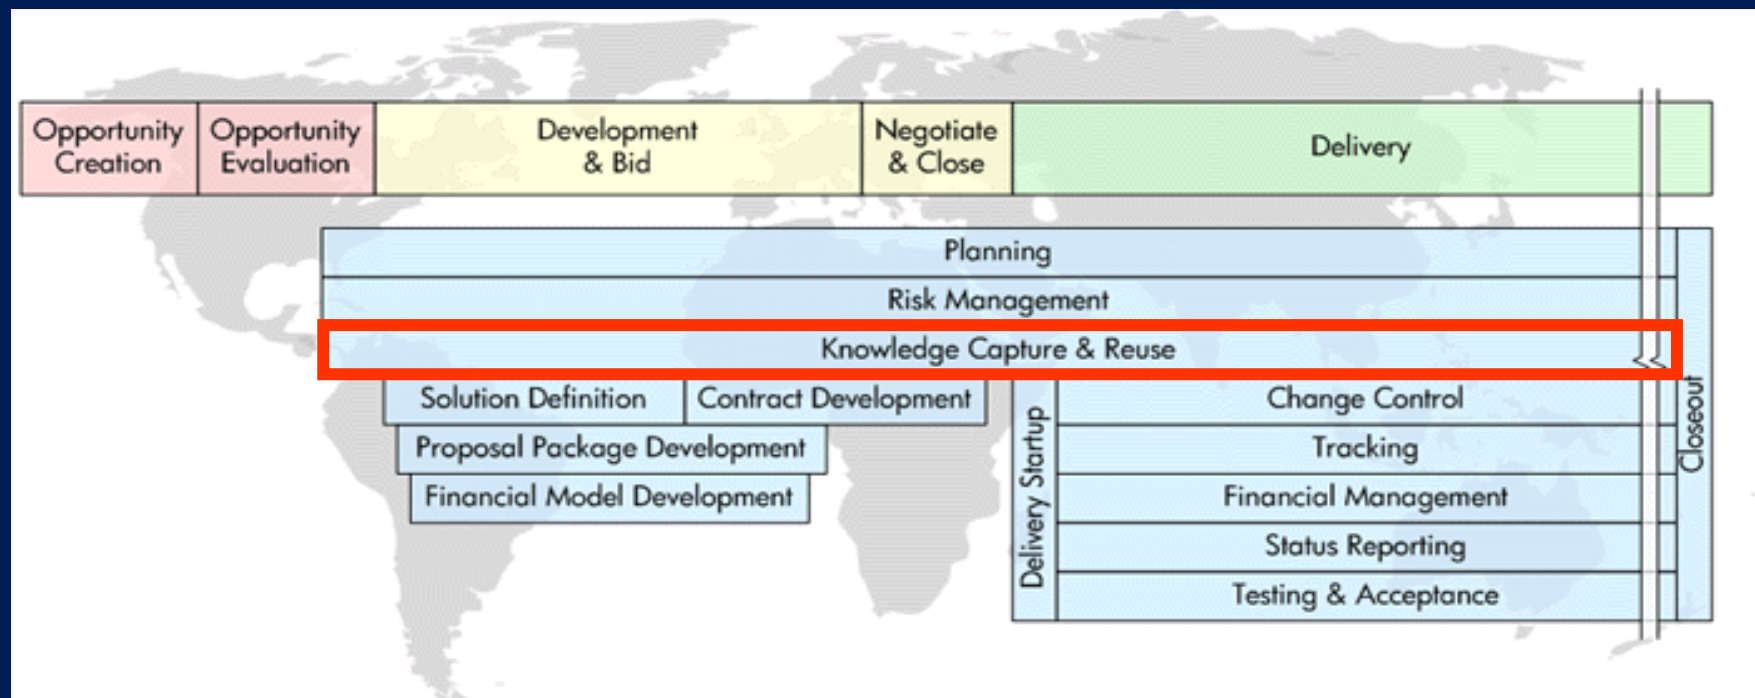 Opportunity
Creation
Opportunity
Evaluation
Development
& Bid
Negotiate
& Close
Delivery
Planning
Risk Management
Knowledge Capture & Reuse
Solution Definition
Contract Development
Proposal Package Development
Financial Model Development
Delivery Startup
Change Control
Tracking
Financial Management
Status Reporting
Testing & Acceptance
Closeout